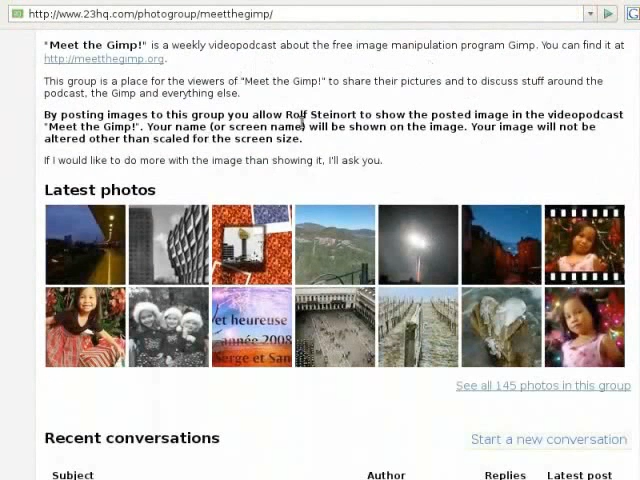 http://www.23hq.com/photogroup/meetthegimp/
"Meet the Gimp!" is a weekly videopodcast about the free image manipulation program Gimp. You can find it at
http://meetthegimp.org.
This group is a place for the viewers of "Meet the Gimp!" to share their pictures and to discuss stuff around the
podcast, the Gimp and everything else.
By posting images to this group you allow Rolf Steinort to show the posted image in the videopodcast
"Meet the Gimp!". Your name (or screen name) will be shown on the image. Your image will not be
altered other than scaled for the screen size.
If I would like to do more with the image than showing it, I'll ask you.
Latest photos
et heureuse
année 2008
Serge et San
See all 145 photos in this group
Recent conversations
Start a new conversation
Subject Author Replies Latest post